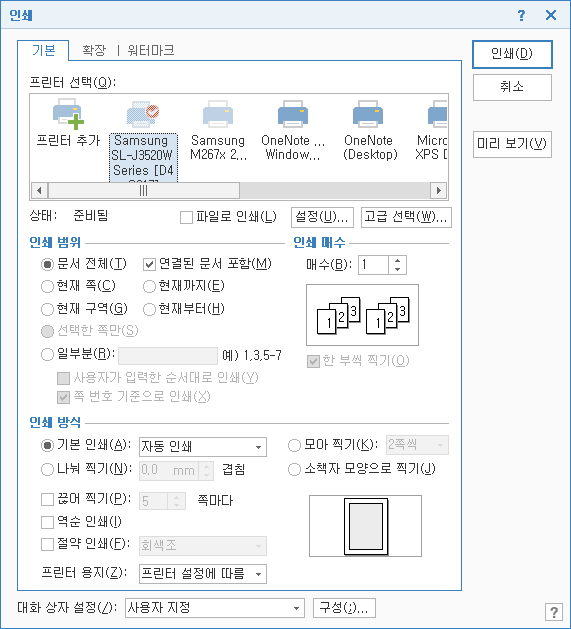 인쇄
기본 확장 워터마크
인쇄(D)
취소
미리 보기(V)
프린터 선택(Q):
프린터 추가
Samsung SL-J3520W Series [D4
Samsung M267x 2...
OneNote ... Window...
OneNote (Desktop)
Micro XPS D
상태: 준비됨
파일로 인쇄(L) 설정(U)... 고급 선택(W)...
인쇄 범위
문서 전체(T) 연결된 문서 포함(M)
현재 쪽(C) 현재까지(E)
현재 구역(G) 현재부터(H)
선택한 쪽만(S)
일부분(R): 예) 1,3,5-7
사용자가 입력한 순서대로 인쇄(Y)
쪽 번호 기준으로 인쇄(X)
인쇄 매수
매수(B): 1
1 2 3 1 2 3
한 부씩 찍기(O)
인쇄 방식
기본 인쇄(A): 자동 인쇄
나눠 찍기(N): 0,0 mm 겹침
모아 찍기(K): 2쪽씩
소책자 모양으로 찍기(J)
끊어 찍기(P): 5 쪽마다
역순 인쇄(I)
절약 인쇄(F): 회색조
프린터 용지(Z): 프린터 설정에 따름
대화 상자 설정(/): 사용자 지정 구성(;)...